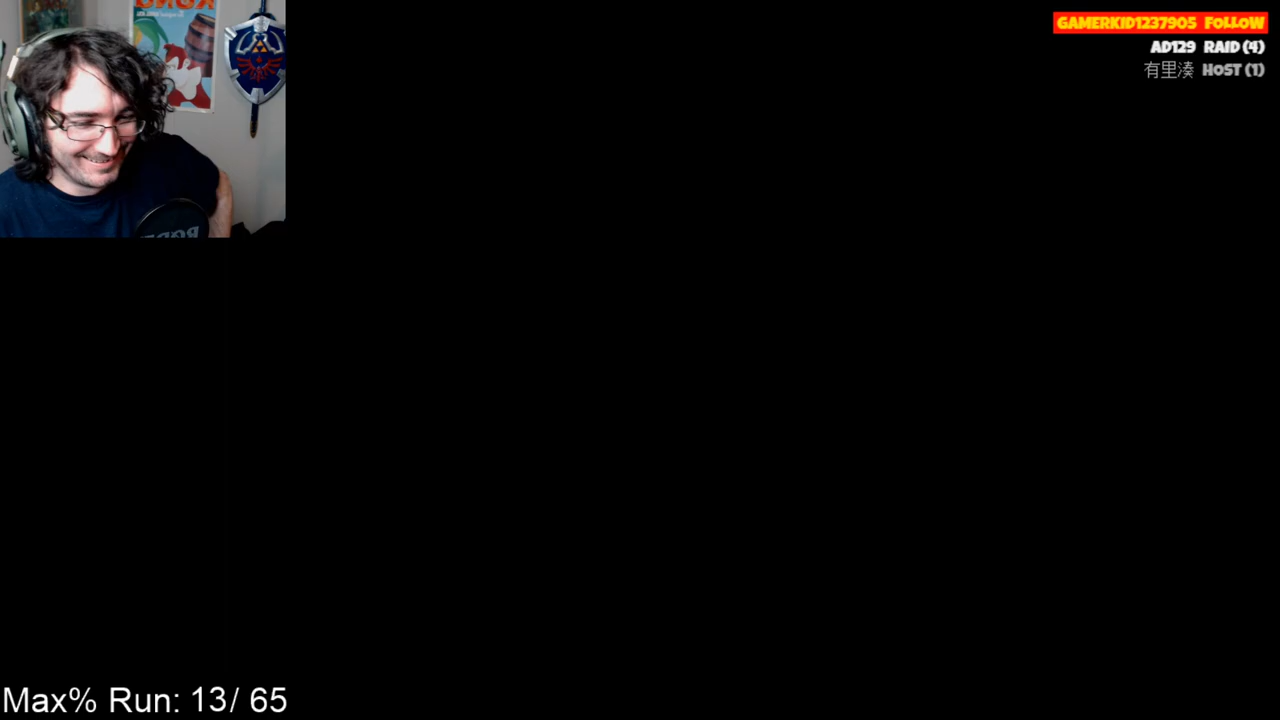 GAMERKID1237905 FOLLOW
AD129 RAID (4)
有里湊 HOST (1)
Max% Run: 13/ 65